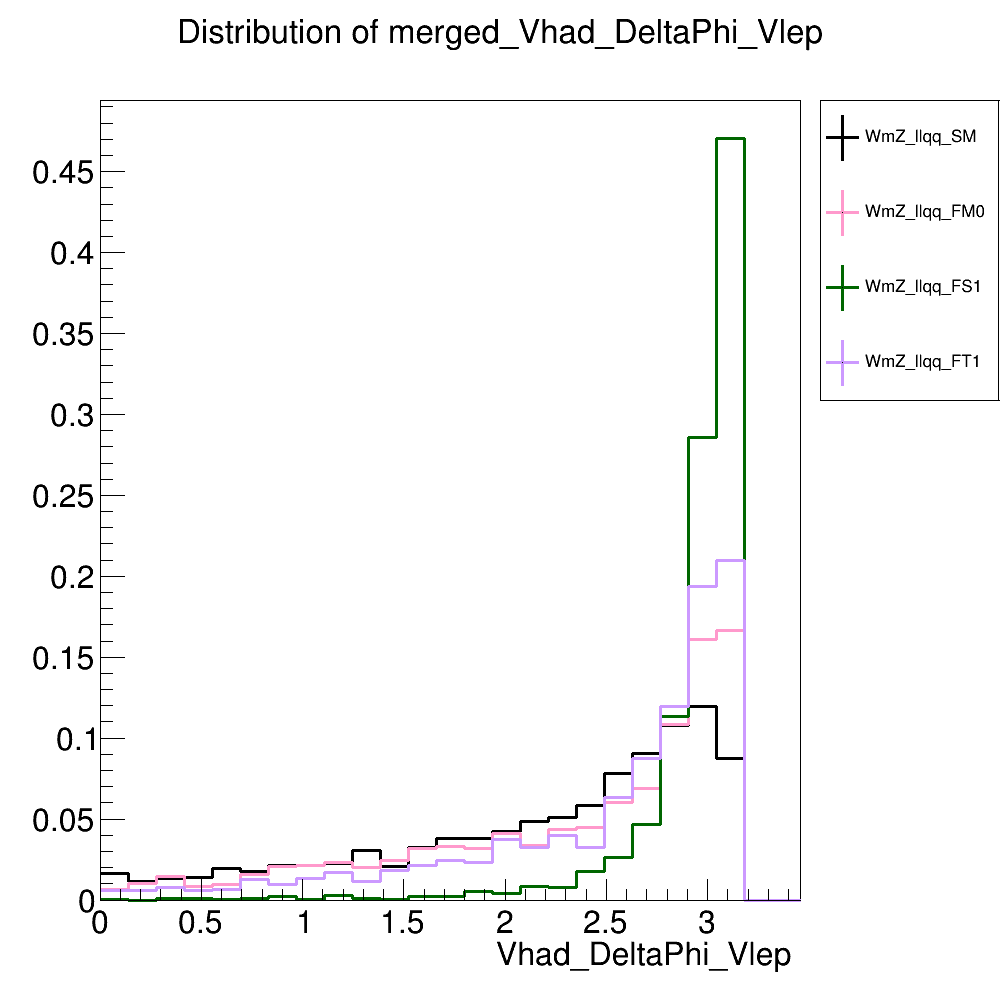 Distribution of merged_Vhad_DeltaPhi_Vlep
WmZ_llqq_SM
WmZ_llqq_FM0
WmZ_llqq_FS1
WmZ_llqq_FT1
0.45
0.4
0.35
0.3
0.25
0.2
0.15
0.1
0.05
0
0 0.5 1 1.5 2 2.5 3
Vhad_DeltaPhi_Vlep